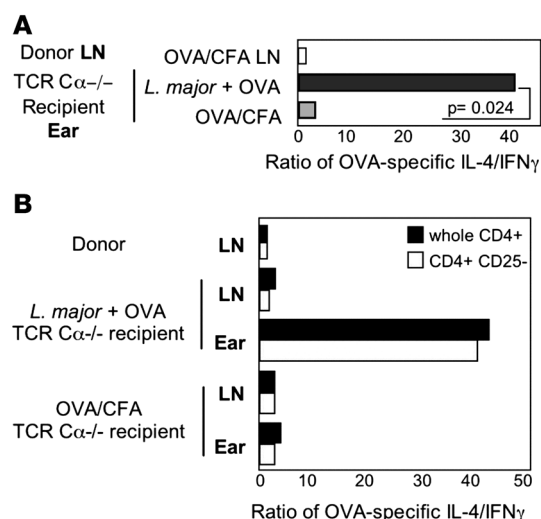 A
Donor LN
TCR Cα−/−
Recipient
Ear
OVA/CFA LN
L. major + OVA
OVA/CFA
p= 0.024
0 10 20 30 40
Ratio of OVA-specific IL-4/IFNγ
B
whole CD4+
CD4+ CD25-
Donor
LN
L. major + OVA
TCR Cα-/- recipient
LN
Ear
OVA/CFA
TCR Cα-/- recipient
LN
Ear
0 10 20 30 40 50
Ratio of OVA-specific IL-4/IFNγ